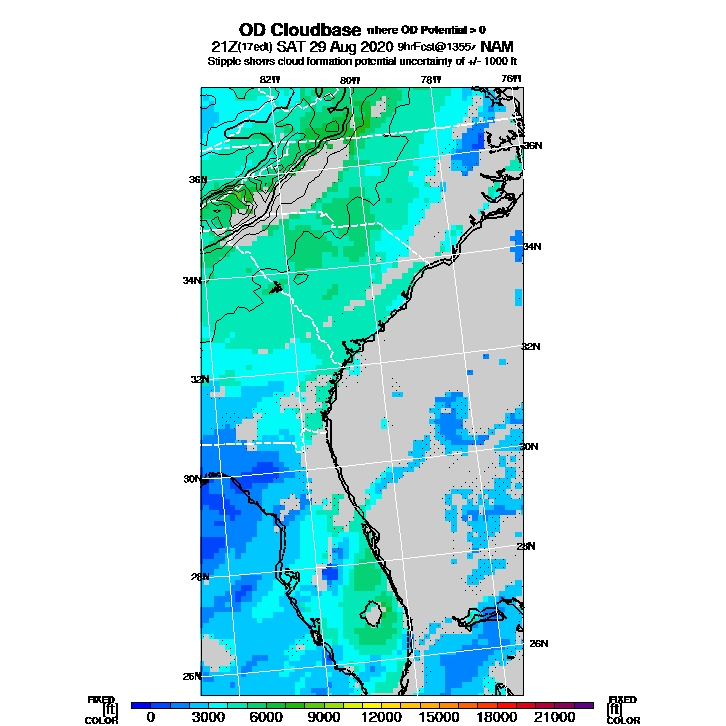 OD Cloudbase where OD Potential > 0
21Z(17edt) SAT 29 Aug 2020 9hrFcst@1355z NAM
Stipple shows cloud formation potential uncertainty of +/- 1000 ft
82W 80W 78W 76W
36N 36N
34N 34N
32N 32N
30N 30N
28N 28N
26N 26N
FIXED FIXED
[ft] [ft]
COLOR COLOR
0 3000 6000 9000 12000 15000 18000 21000